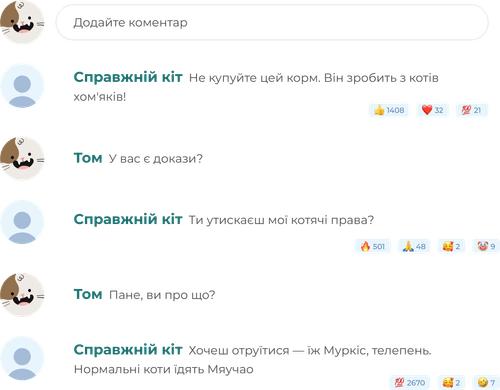 Додайте коментар
Справжній кіт Не купуйте цей корм. Він зробить з котів
хом'яків!
👍 1408 ❤️ 32 💯 21
Том У вас є докази?
Справжній кіт Ти утискаєш мої котячі права?
🔥 501 🙏 48 🥰 2 🤡 9
Том Пане, ви про що?
Справжній кіт Хочеш отруїтися — їж Муркіс, телепень.
Нормальні коти їдять Мяучао
💯 2670 🥰 2 🤪 7